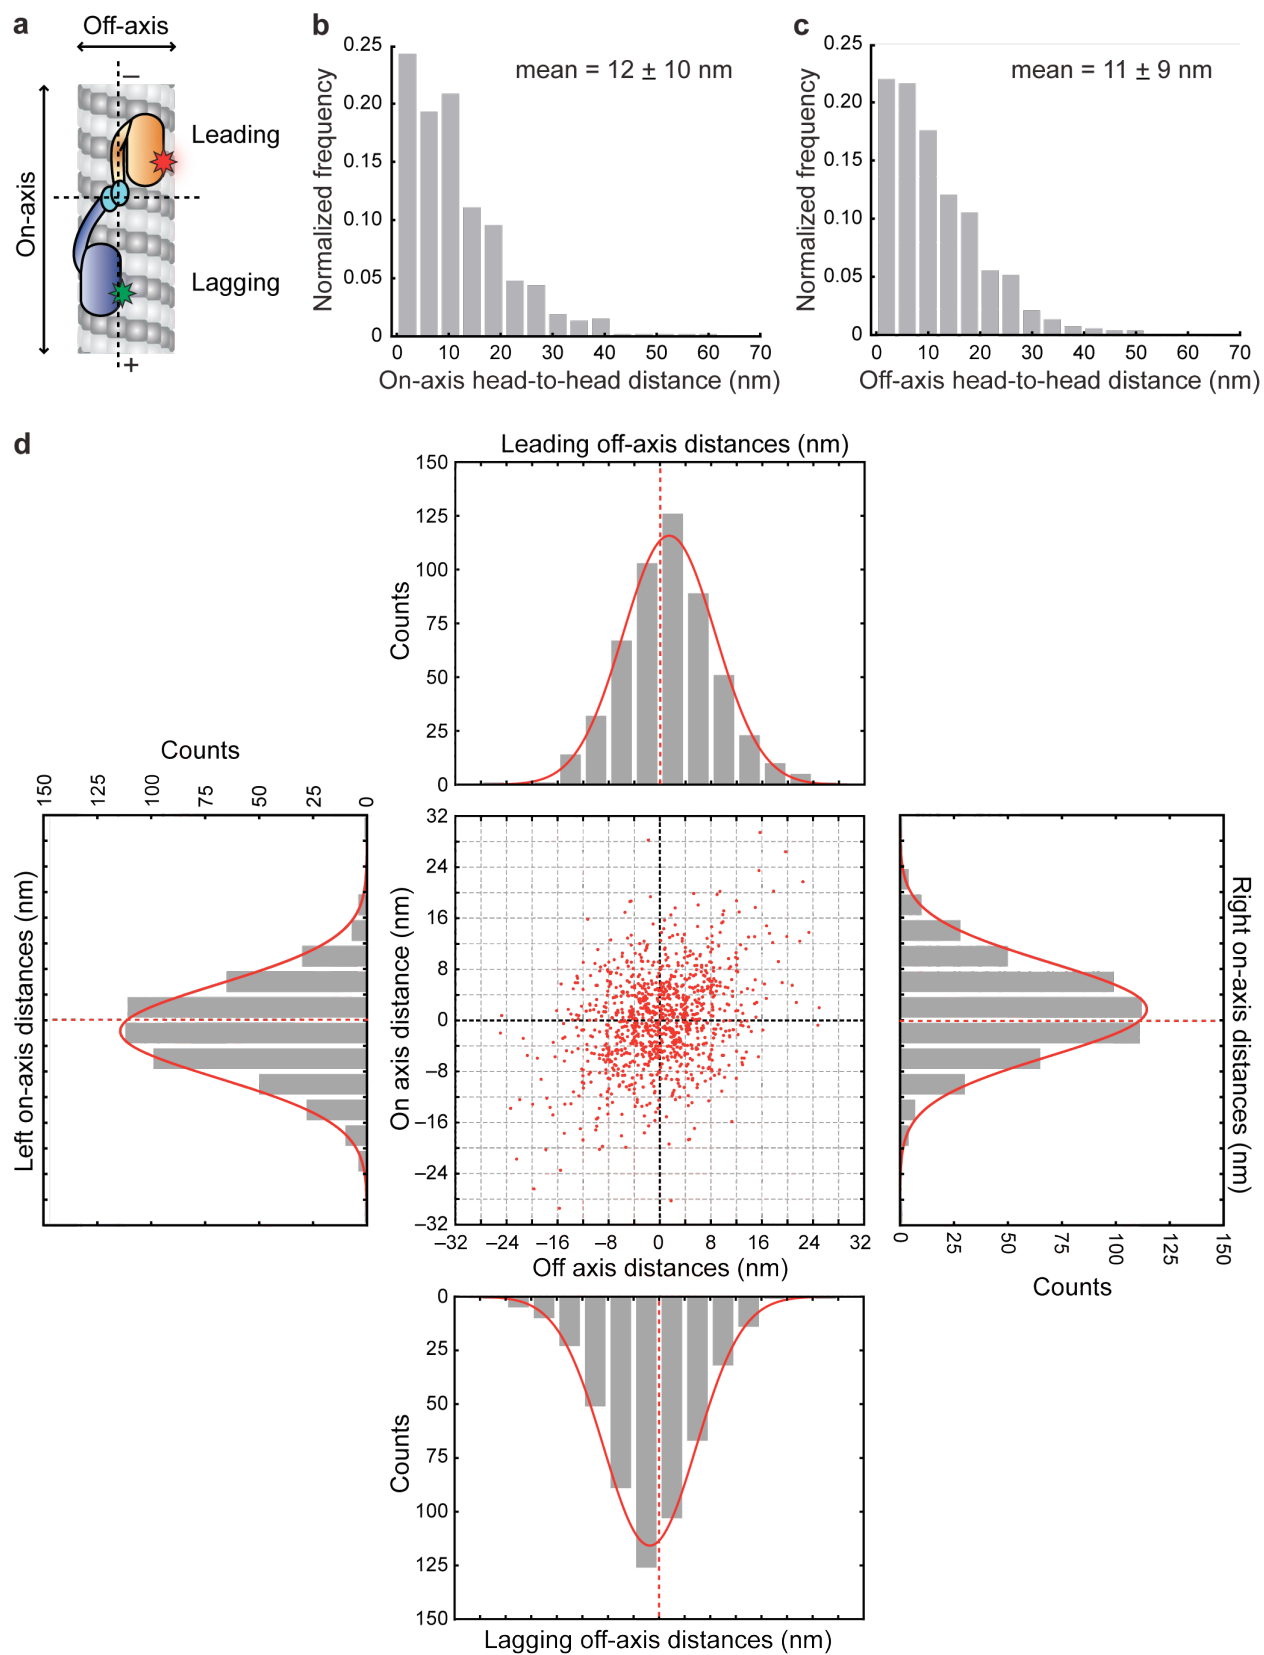 a
Off-axis
–
On-axis
Leading
Lagging
+
b
0.25
0.20
0.15
0.10
0.05
0
Normalized frequency
mean = 12 ± 10 nm
0 10 20 30 40 50 60 70
On-axis head-to-head distance (nm)
c
0.25
0.20
0.15
0.10
0.05
0
Normalized frequency
mean = 11 ± 9 nm
0 10 20 30 40 50 60 70
Off-axis head-to-head distance (nm)
d
Leading off-axis distances (nm)
150
125
100
75
50
25
0
Counts
Counts
150 125 100 75 50 25 0
Left on-axis distances (nm)
On axis distance (nm)
32
24
16
8
0
–8
–16
–24
–32
–32 –24 –16 –8 0 8 16 24 32
Off axis distances (nm)
Right on-axis distances (nm)
0 25 50 75 100 125 150
Counts
0
25
50
75
100
125
150
Counts
Lagging off-axis distances (nm)